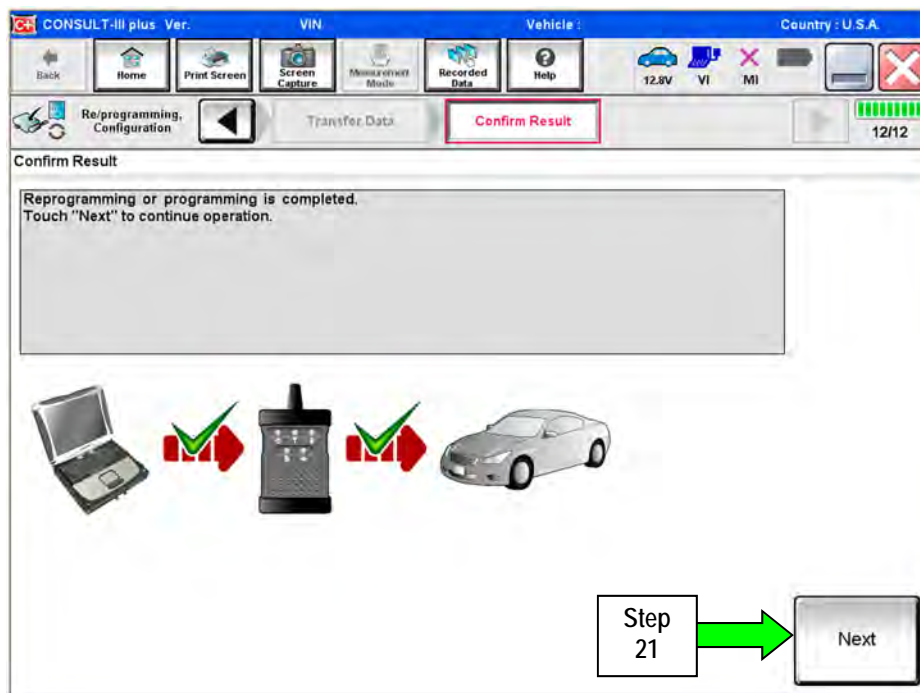 C+ CONSULT-III plus Ver. VIN Vehicle : Country : U.S.A.
Back Home Print Screen Screen Capture Measurement Mode Recorded Data Help 12.8V VI MI
Re/programming, Configuration Transfer Data Confirm Result 12/12
Confirm Result
Reprogramming or programming is completed.
Touch "Next" to continue operation.
Step
21
Next